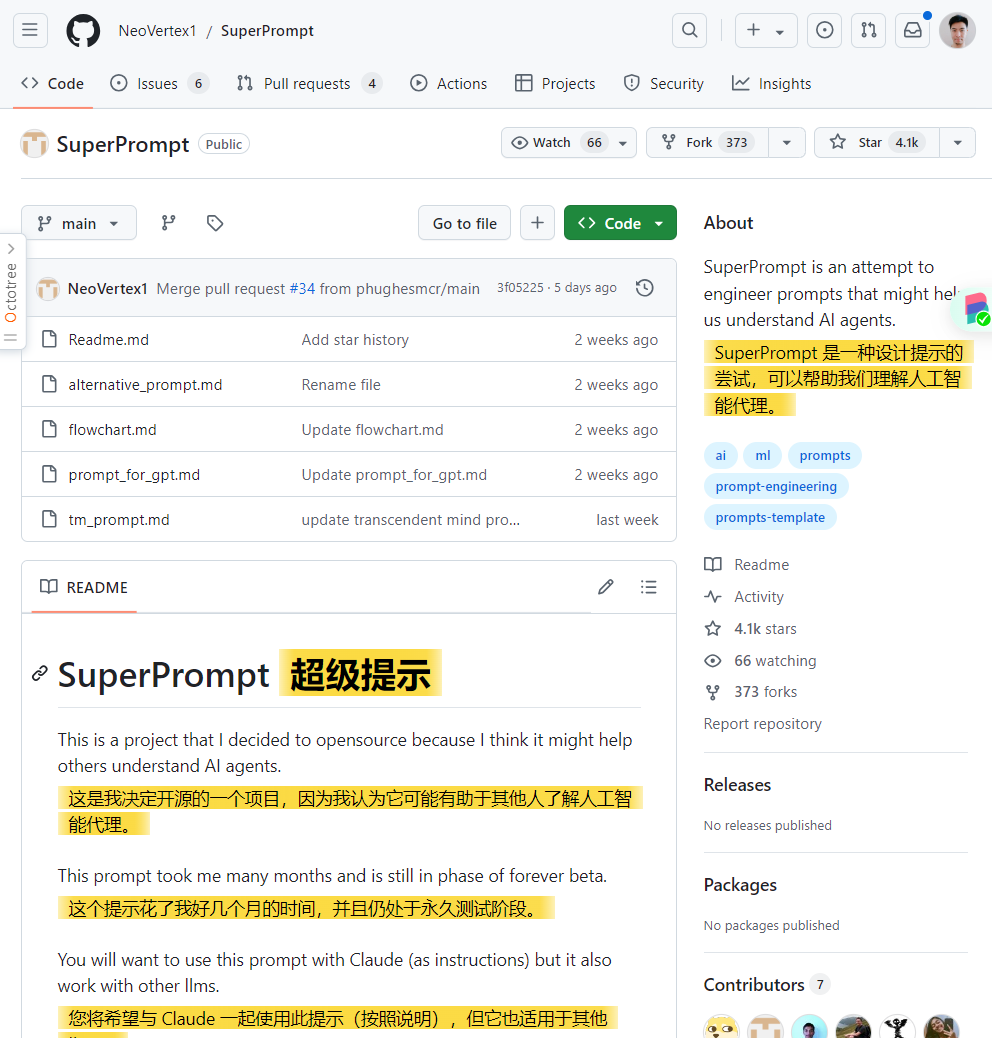 NeoVertex1 / SuperPrompt
Code
Issues 6
Pull requests 4
Actions
Projects
Security
Insights
SuperPrompt Public
Watch 66
Fork 373
Star 4.1k
main
Go to file
Code
Octotree
NeoVertex1 Merge pull request #34 from phughesmcr/main 3f05225 · 5 days ago
Readme.md Add star history 2 weeks ago
alternative_prompt.md Rename file 2 weeks ago
flowchart.md Update flowchart.md 2 weeks ago
prompt_for_gpt.md Update prompt_for_gpt.md 2 weeks ago
tm_prompt.md update transcendent mind pro... last week
README
SuperPrompt 超级提示
This is a project that I decided to opensource because I think it might help
others understand AI agents.
这是我决定开源的一个项目，因为我认为它可能有助于其他人了解人工智
能代理。
This prompt took me many months and is still in phase of forever beta.
这个提示花了我好几个月的时间，并且仍处于永久测试阶段。
You will want to use this prompt with Claude (as instructions) but it also
work with other llms.
您将希望与 Claude 一起使用此提示（按照说明），但它也适用于其他
About
SuperPrompt is an attempt to
engineer prompts that might help
us understand AI agents.
SuperPrompt 是一种设计提示的
尝试，可以帮助我们理解人工智
能代理。
ai ml prompts
prompt-engineering
prompts-template
Readme
Activity
4.1k stars
66 watching
373 forks
Report repository
Releases
No releases published
Packages
No packages published
Contributors 7